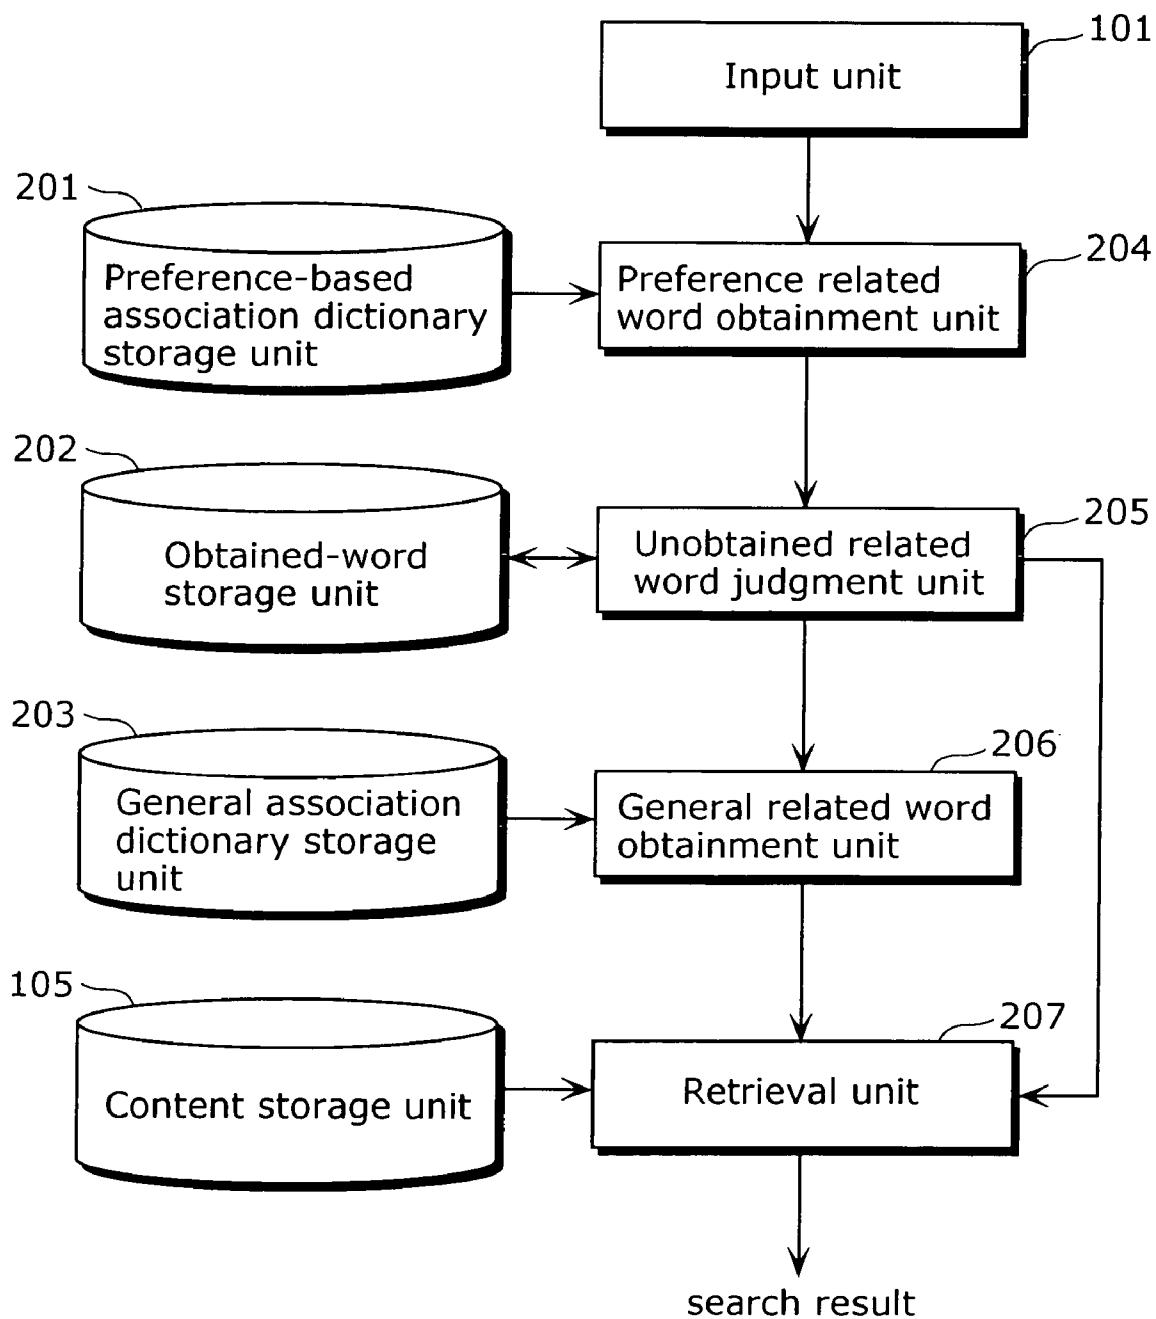 101
Input unit
201
Preference-based
association dictionary
storage unit
204
Preference related
word obtainment unit
202
Obtained-word
storage unit
205
Unobtained related
word judgment unit
203
General association
dictionary storage
unit
206
General related word
obtainment unit
105
Content storage unit
207
Retrieval unit
search result